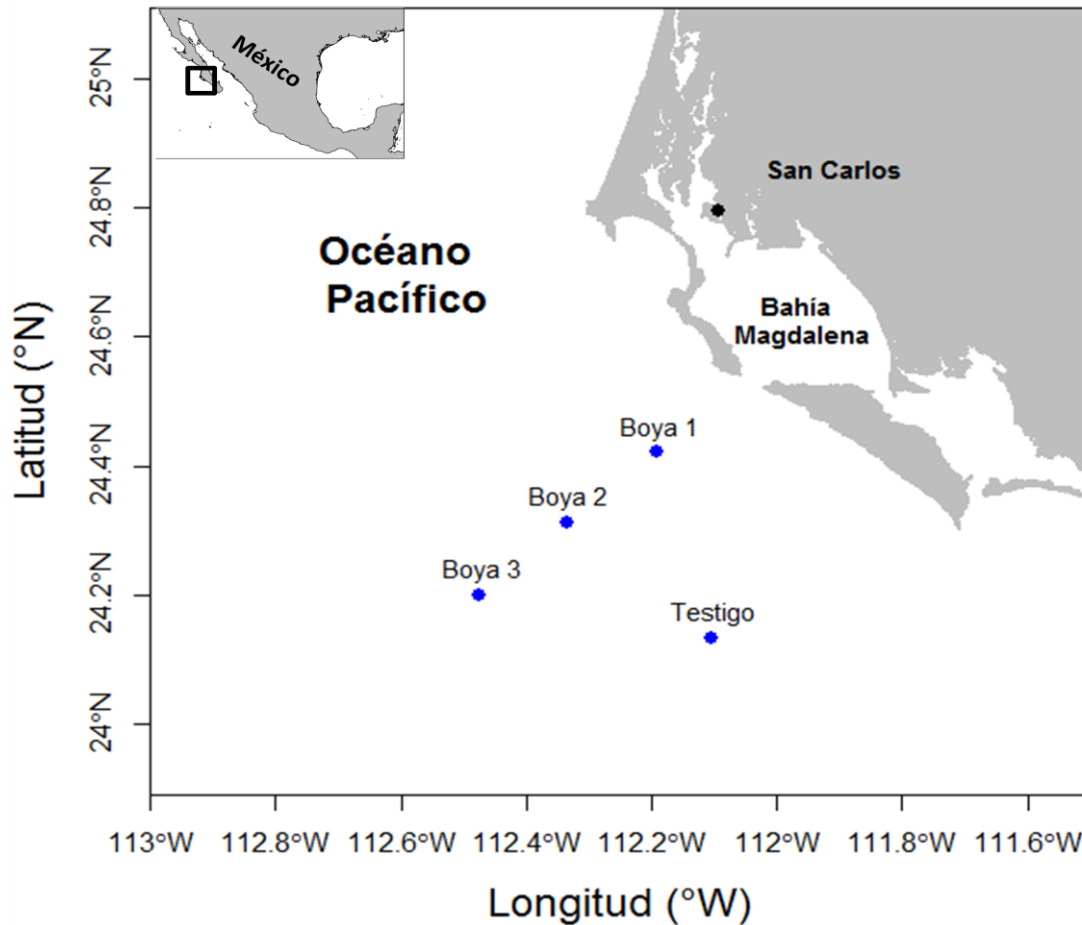 México
San Carlos
Océano
Pacífico
Bahía
Magdalena
Boya 1
Boya 2
Boya 3
Testigo
Latitud (°N)
25°N
24.8°N
24.6°N
24.4°N
24.2°N
24°N
113°W 112.8°W 112.6°W 112.4°W 112.2°W 112°W 111.8°W 111.6°W
Longitud (°W)